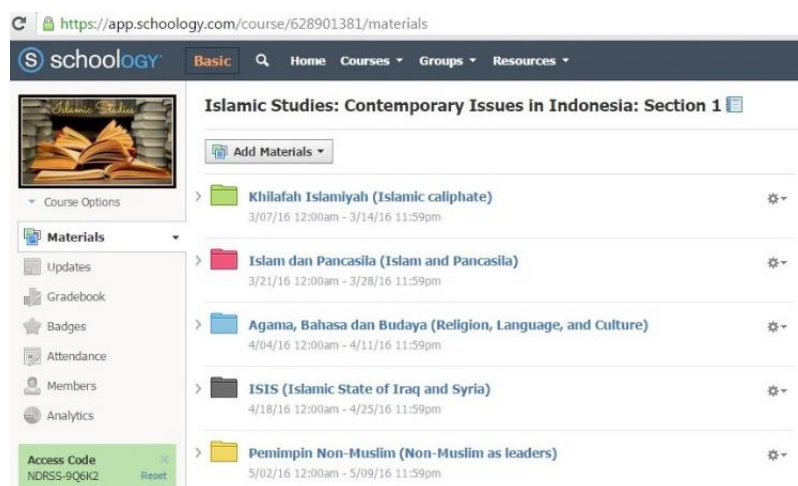 https://app.schoology.com/course/628901381/materials
S schoology Basic Home Courses Groups Resources
Islamic Studies
Islamic Studies: Contemporary Issues in Indonesia: Section 1
Add Materials
Course Options
Materials
Updates
Gradebook
Badges
Attendance
Members
Analytics
Access Code
NDRSS-9Q6K2 Reset
Khilafah Islamiyah (Islamic caliphate)
3/07/16 12:00am - 3/14/16 11:59pm
Islam dan Pancasila (Islam and Pancasila)
3/21/16 12:00am - 3/28/16 11:59pm
Agama, Bahasa dan Budaya (Religion, Language, and Culture)
4/04/16 12:00am - 4/11/16 11:59pm
ISIS (Islamic State of Iraq and Syria)
4/18/16 12:00am - 4/25/16 11:59pm
Pemimpin Non-Muslim (Non-Muslim as leaders)
5/02/16 12:00am - 5/09/16 11:59pm